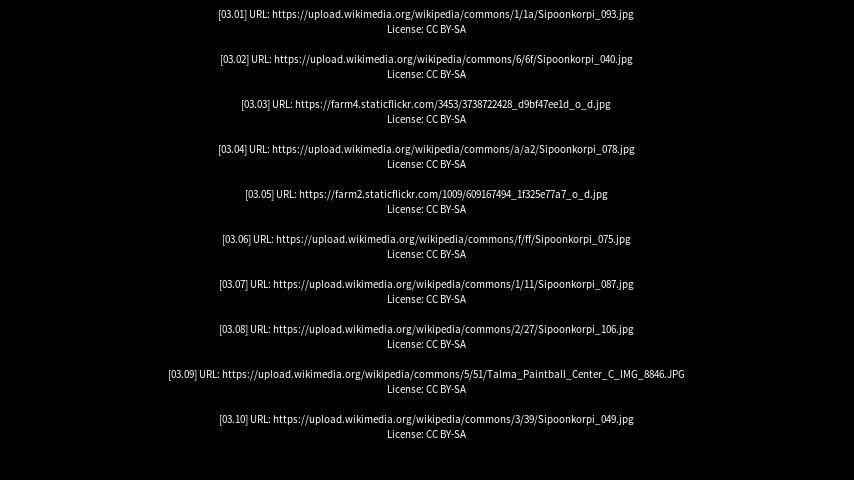 [03.01] URL: https://upload.wikimedia.org/wikipedia/commons/1/1a/Sipoonkorpi_093.jpg
License: CC BY-SA
[03.02] URL: https://upload.wikimedia.org/wikipedia/commons/6/6f/Sipoonkorpi_040.jpg
License: CC BY-SA
[03.03] URL: https://farm4.staticflickr.com/3453/3738722428_d9bf47ee1d_o_d.jpg
License: CC BY-SA
[03.04] URL: https://upload.wikimedia.org/wikipedia/commons/a/a2/Sipoonkorpi_078.jpg
License: CC BY-SA
[03.05] URL: https://farm2.staticflickr.com/1009/609167494_1f325e77a7_o_d.jpg
License: CC BY-SA
[03.06] URL: https://upload.wikimedia.org/wikipedia/commons/f/ff/Sipoonkorpi_075.jpg
License: CC BY-SA
[03.07] URL: https://upload.wikimedia.org/wikipedia/commons/1/11/Sipoonkorpi_087.jpg
License: CC BY-SA
[03.08] URL: https://upload.wikimedia.org/wikipedia/commons/2/27/Sipoonkorpi_106.jpg
License: CC BY-SA
[03.09] URL: https://upload.wikimedia.org/wikipedia/commons/5/51/Talma_Paintball_Center_C_IMG_8846.JPG
License: CC BY-SA
[03.10] URL: https://upload.wikimedia.org/wikipedia/commons/3/39/Sipoonkorpi_049.jpg
License: CC BY-SA